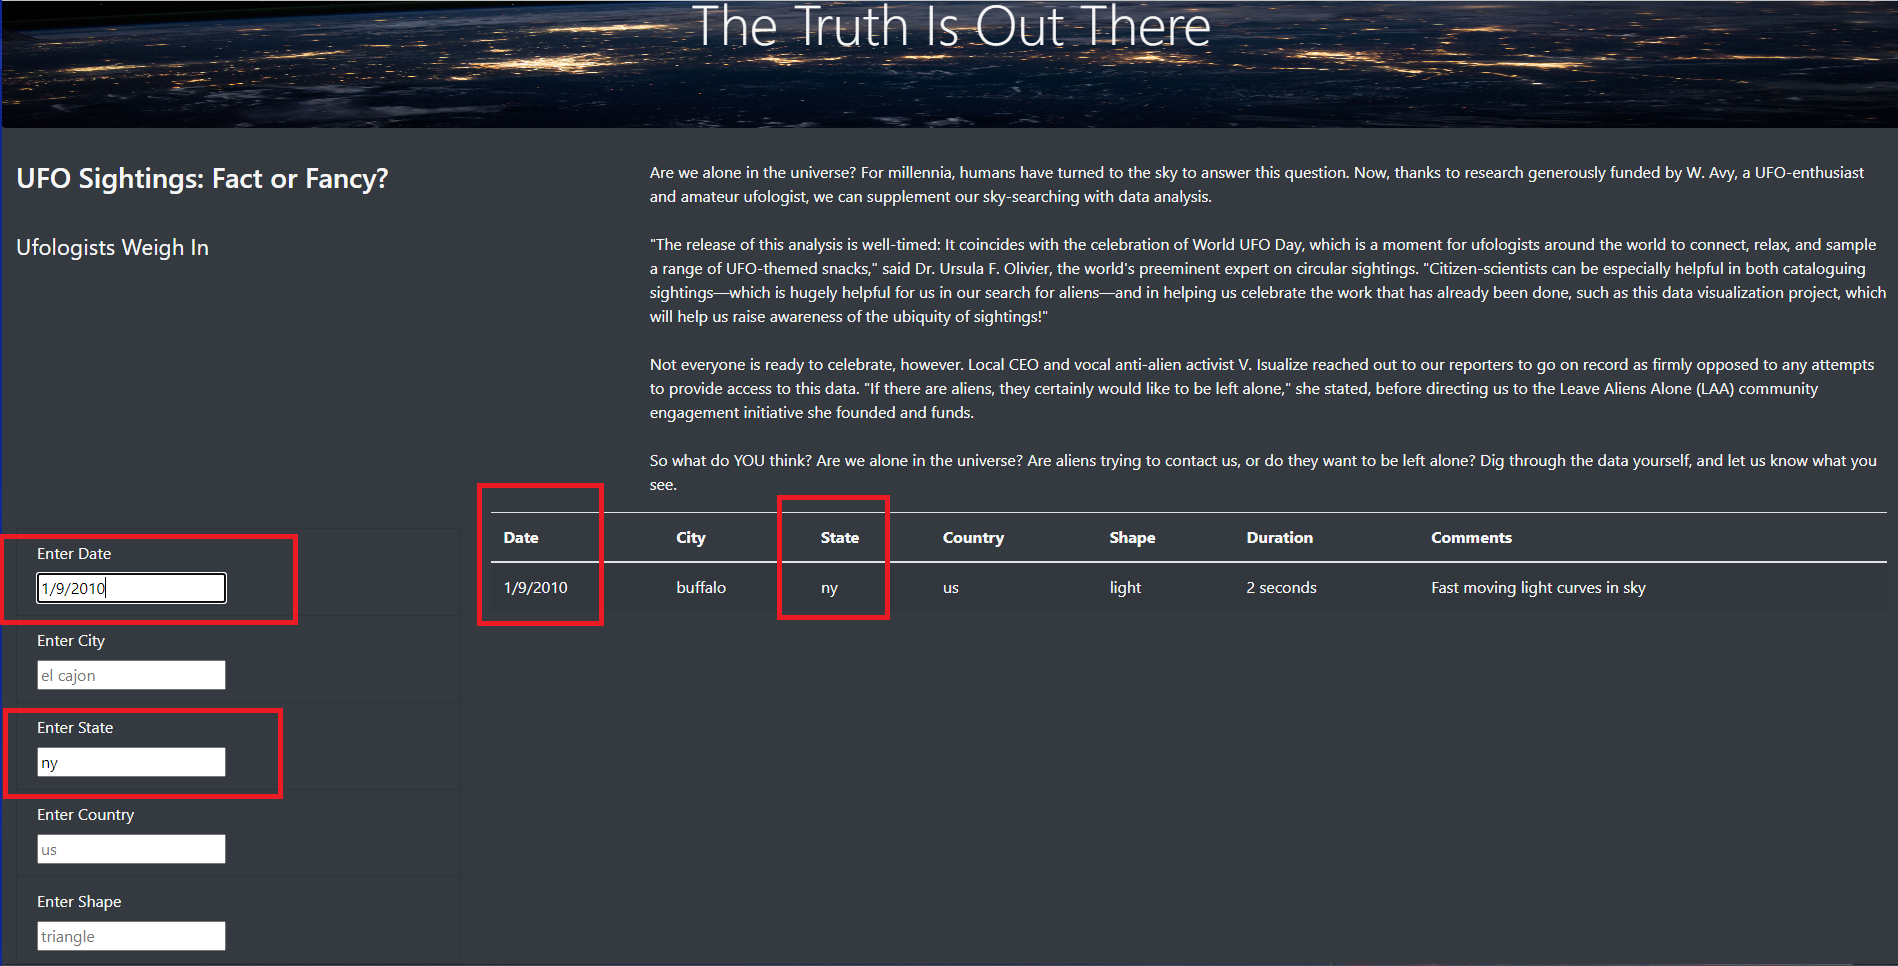 The Truth Is Out There
UFO Sightings: Fact or Fancy?
Ufologists Weigh In
Are we alone in the universe? For millennia, humans have turned to the sky to answer this question. Now, thanks to research generously funded by W. Avy, a UFO-enthusiast
and amateur ufologist, we can supplement our sky-searching with data analysis.
"The release of this analysis is well-timed: It coincides with the celebration of World UFO Day, which is a moment for ufologists around the world to connect, relax, and sample
a range of UFO-themed snacks," said Dr. Ursula F. Olivier, the world's preeminent expert on circular sightings. "Citizen-scientists can be especially helpful in both cataloguing
sightings—which is hugely helpful for us in our search for aliens—and in helping us celebrate the work that has already been done, such as this data visualization project, which
will help us raise awareness of the ubiquity of sightings!"
Not everyone is ready to celebrate, however. Local CEO and vocal anti-alien activist V. Isualize reached out to our reporters to go on record as firmly opposed to any attempts
to provide access to this data. "If there are aliens, they certainly would like to be left alone," she stated, before directing us to the Leave Aliens Alone (LAA) community
engagement initiative she founded and funds.
So what do YOU think? Are we alone in the universe? Are aliens trying to contact us, or do they want to be left alone? Dig through the data yourself, and let us know what you
see.
Enter Date
1/9/2010
Enter City
el cajon
Enter State
ny
Enter Country
us
Enter Shape
triangle
Date City State Country Shape Duration Comments
1/9/2010 buffalo ny us light 2 seconds Fast moving light curves in sky